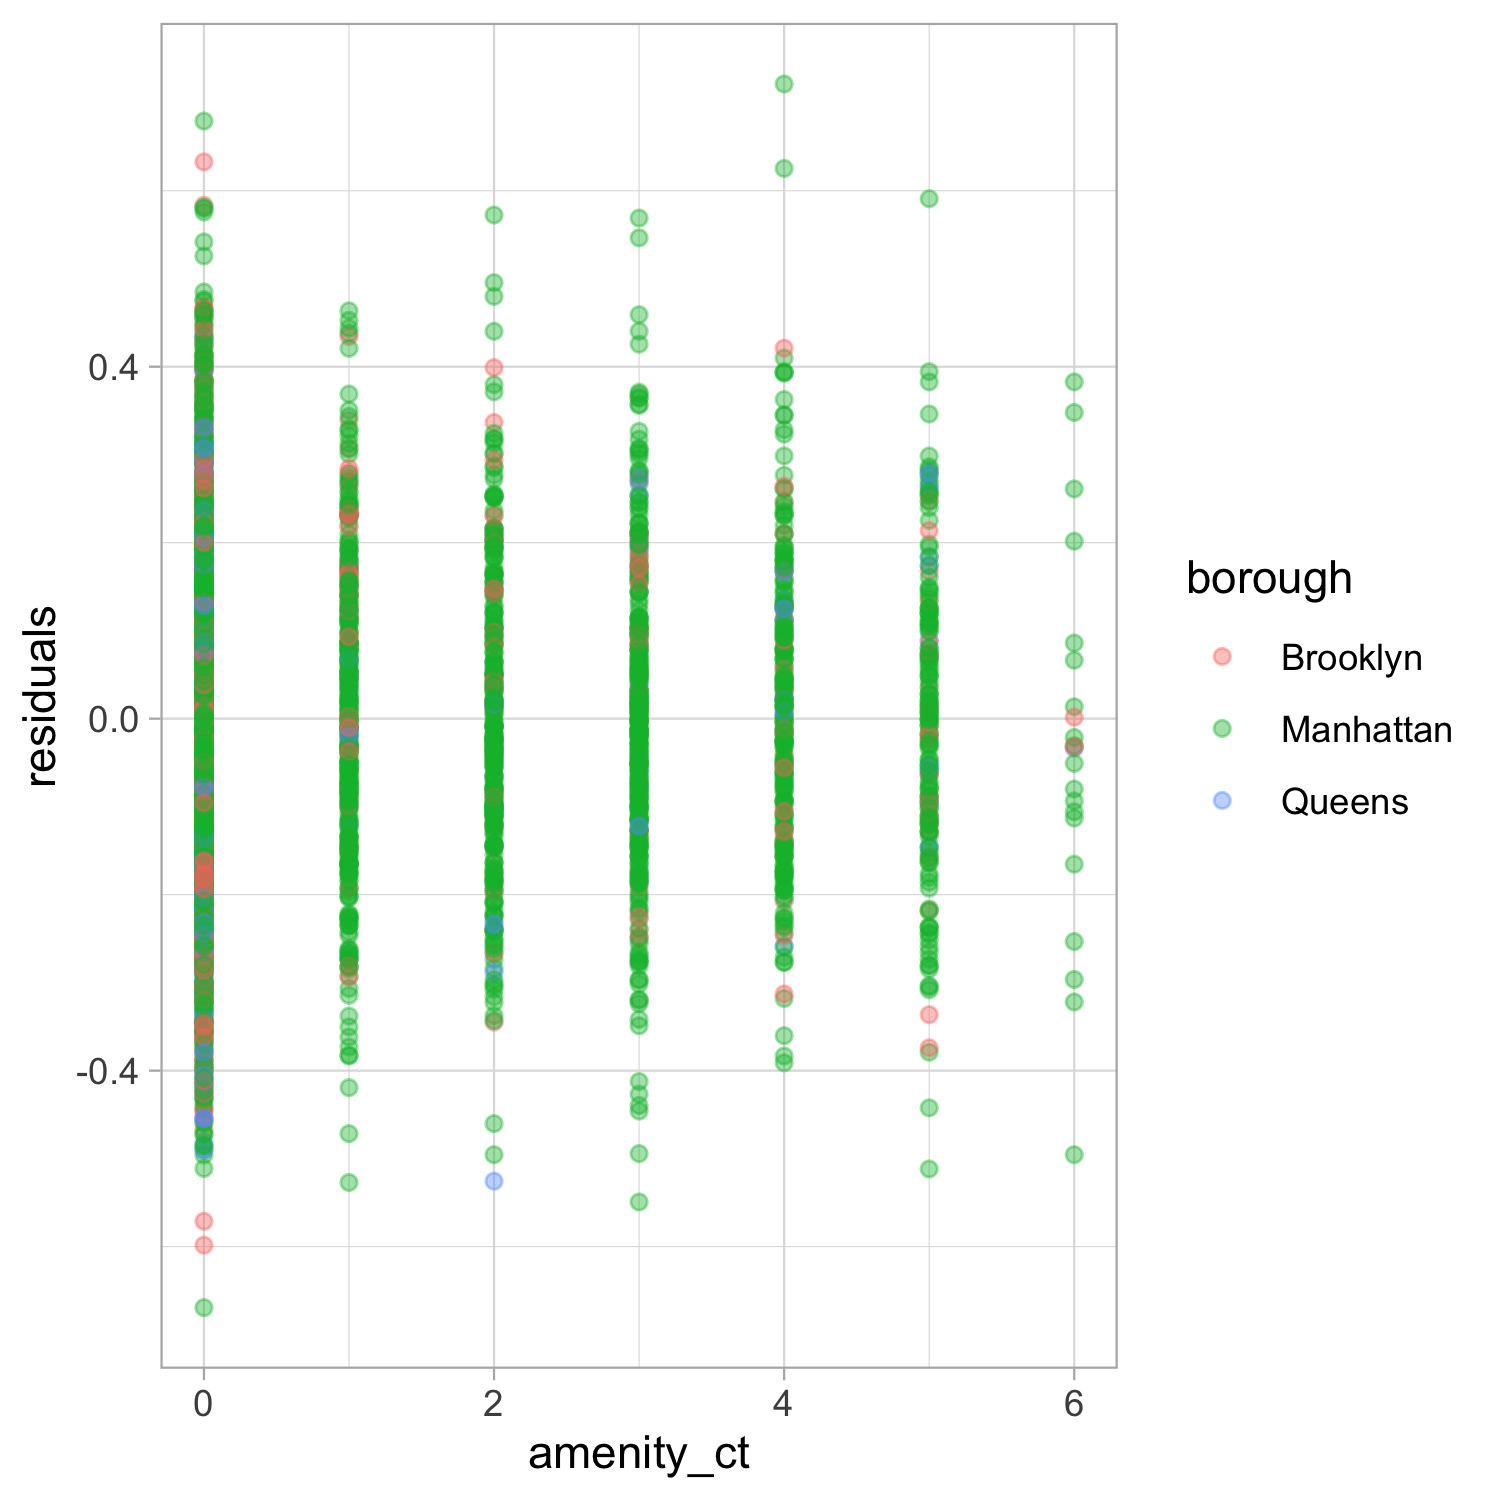 residuals
0.4
0.0
-0.4
0
2
4
6
amenity_ct
borough
Brooklyn
Manhattan
Queens